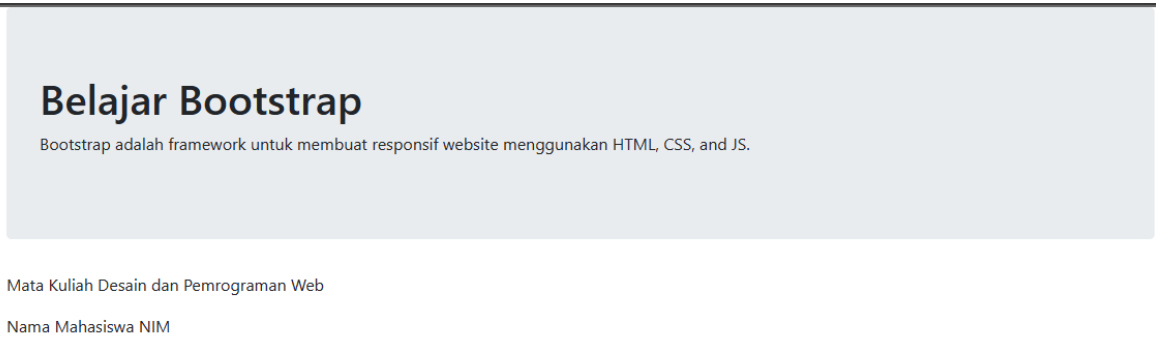 Belajar Bootstrap
Bootstrap adalah framework untuk membuat responsif website menggunakan HTML, CSS, and JS.
Mata Kuliah Desain dan Pemrograman Web
Nama Mahasiswa NIM